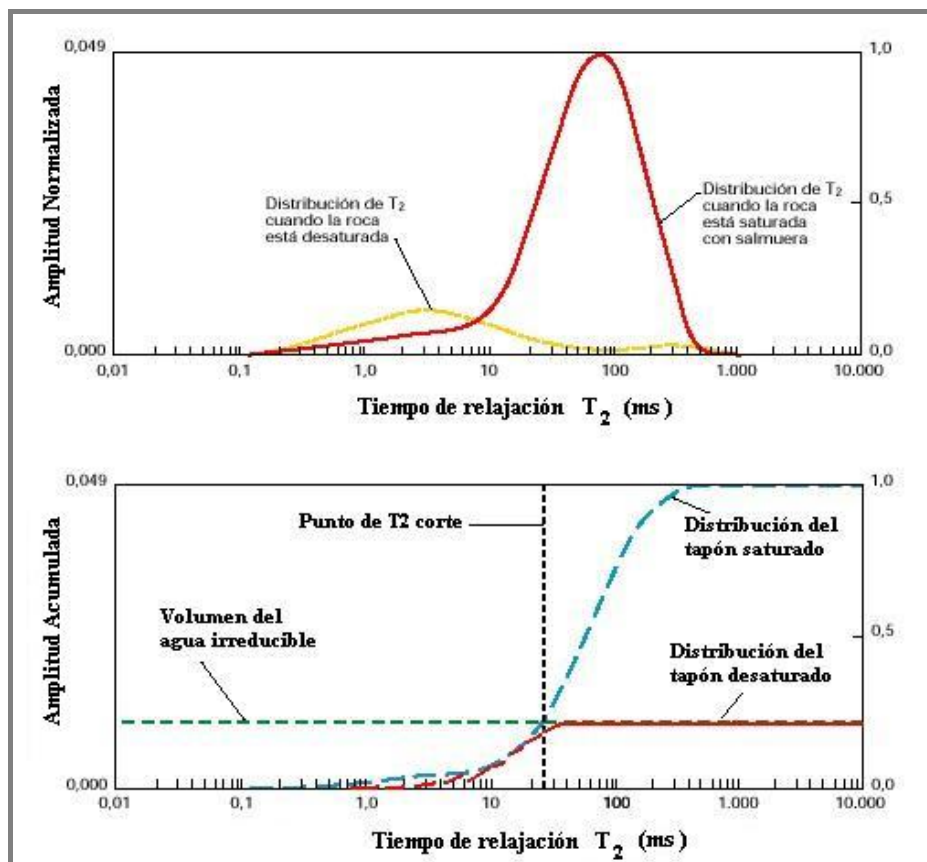 0,049
1,0
Amplitud Normalizada
Distribución de T2
cuando la roca
está desaturada
Distribución de T2
cuando la roca
está saturada
con salmuera
0,5
0,000
0,0
0,01
0,1
1,0
10
100
1.000
10.000
Tiempo de relajación T2 (ms)
0,049
1,0
Amplitud Acumulada
Punto de T2 corte
Distribución del
tapón saturado
Volumen del
agua irreducible
0,5
Distribución del
tapón desaturado
0,000
0,0
0,01
0,1
1,0
10
100
1.000
10.000
Tiempo de relajación T2 (ms)